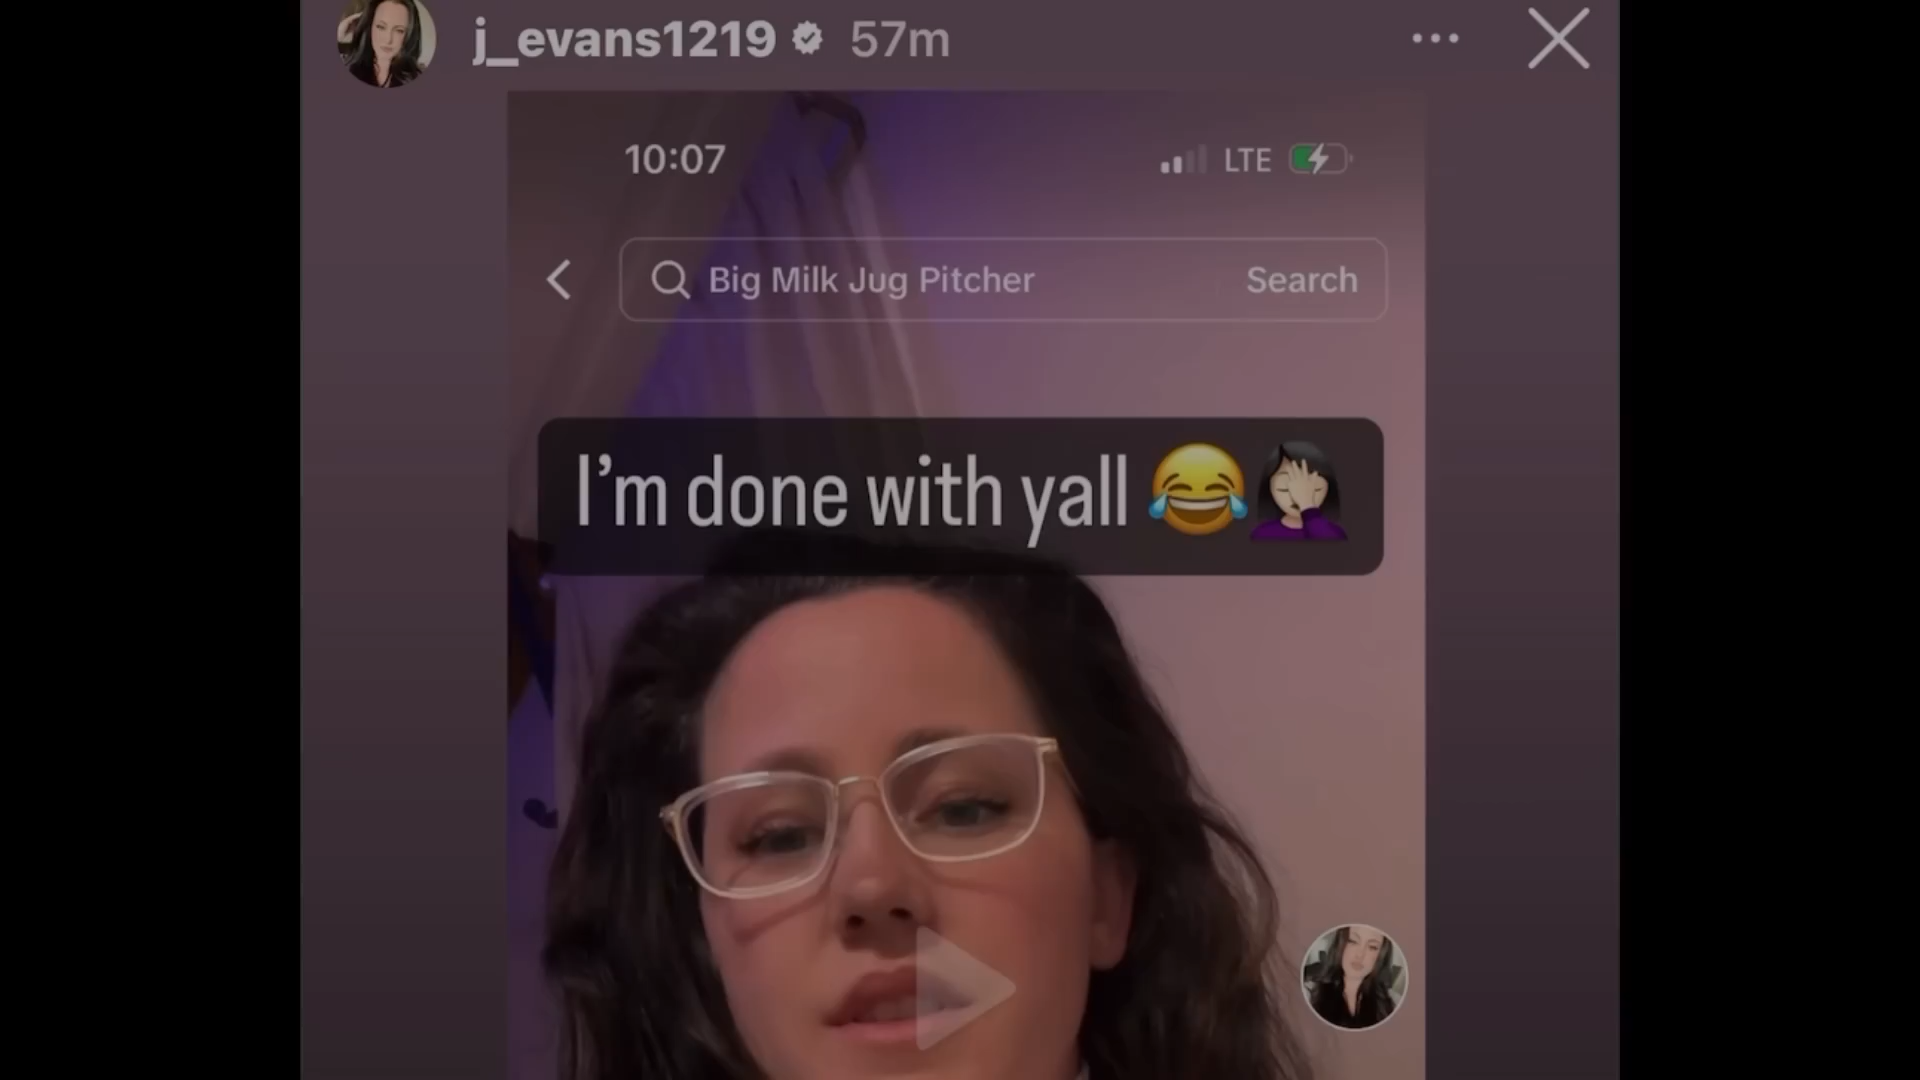 j_evans1219 57m
10:07 LTE
Big Milk Jug Pitcher Search
I'm done with yall 😂🤦🏻‍♀️